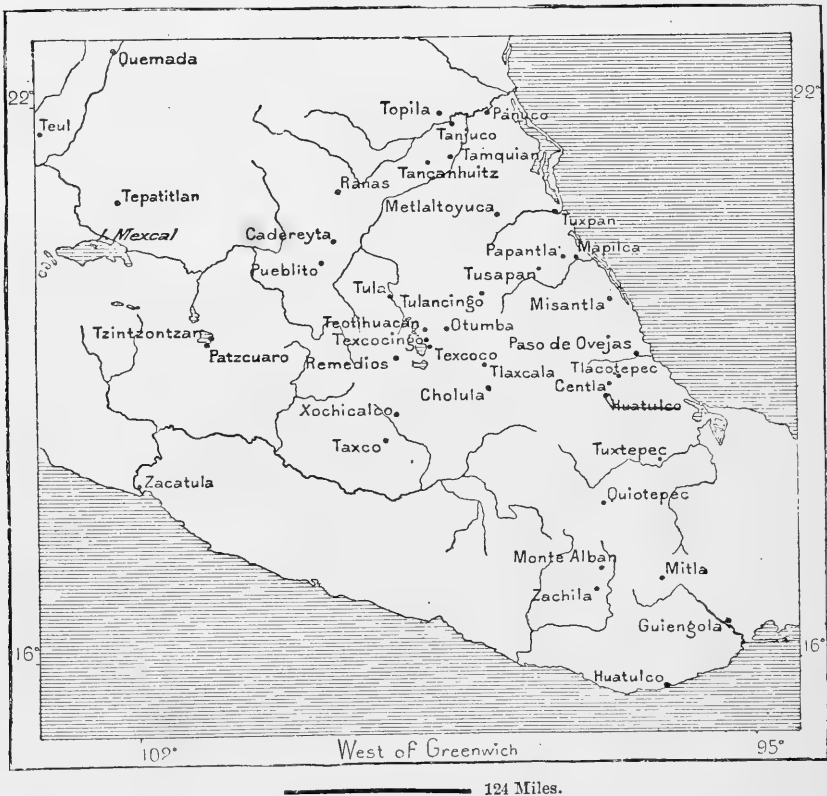 Quemada
22°
22°
Topila
Panuco
Teul
Tanjuco
Tamquian
Tancanhuitz
Ranas
Tepatitlan
Metlaltoyuca
Tuxpan
l. Mexcal
Cadereyta
Papantla
Mapilca
Pueblito
Tusapan
Tula
Tulancingo
Misantla
Teotihuacan
Otumba
Tzintzontzan
Texcocingo
Paso de Ovejas
Patzcuaro
Remedios
Texcoco
Tlaxcala
Tlacotepec
Cholula
Centla
Huatulco
Xochicalco
Taxco
Tuxtepec
Zacatula
Quiotepec
Monte Alban
Mitla
Zachila
Guiengola
16°
16°
Huatulco
102°
West of Greenwich
95°
124 Miles.